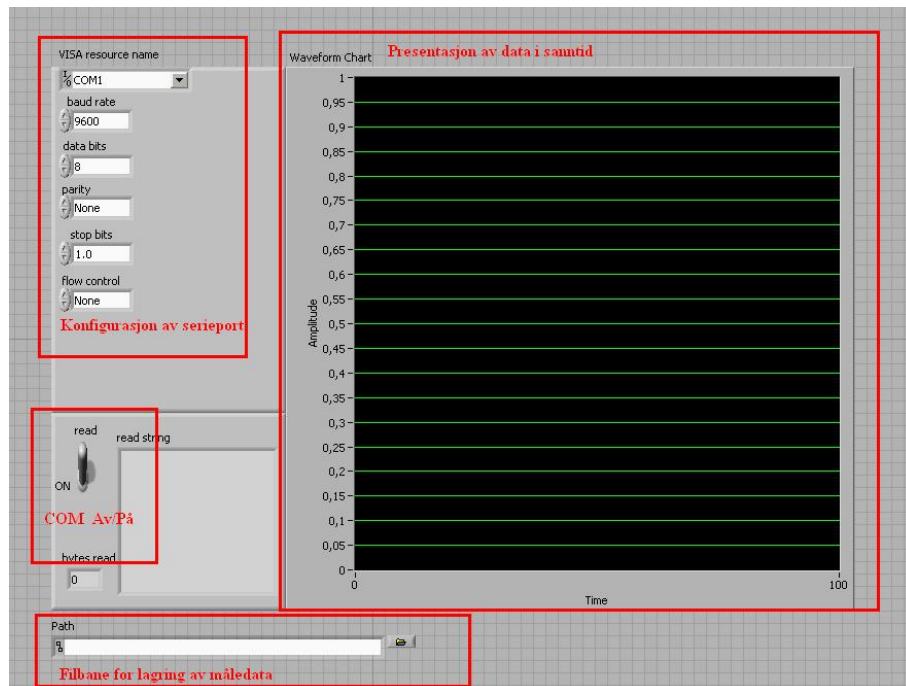 VISA resource name
COM1
baud rate
9600
data bits
8
parity
None
stop bits
1.0
flow control
None
Konfigurasjon av serieport
Waveform Chart
Presentasjon av data i sanntid
Amplitude
1
0,95
0,9
0,85
0,8
0,75
0,7
0,65
0,6
0,55
0,5
0,45
0,4
0,35
0,3
0,25
0,2
0,15
0,1
0,05
0
0
100
Time
read
ON
read string
COM Av/På
bytes read
0
Path
Filbane for lagring av måledata